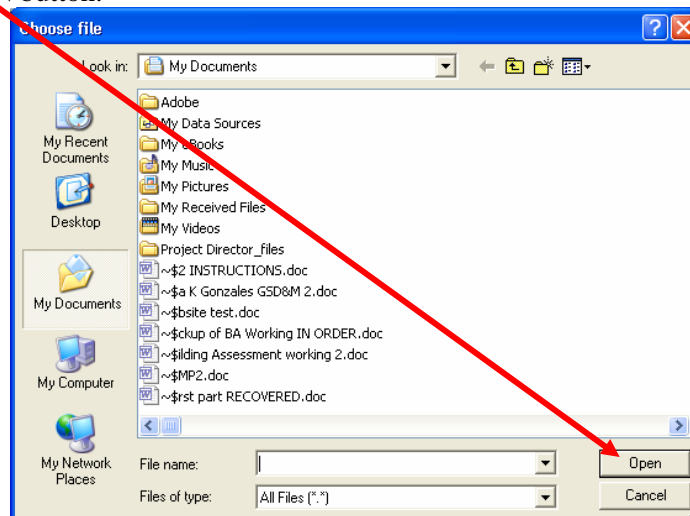 button.
Choose file
Look in:
My Documents
My Recent
Documents
Desktop
My Documents
My Computer
My Network
Places
Adobe
My Data Sources
My eBooks
My Music
My Pictures
My Received Files
My Videos
Project Director_files
~$2 INSTRUCTIONS.doc
~$a K Gonzales GSD&M 2.doc
~$bsite test.doc
~$ckup of BA Working IN ORDER.doc
~$ilding Assessment working 2.doc
~$MP2.doc
~$rst part RECOVERED.doc
File name:
Open
Files of type:
All Files (*.*)
Cancel